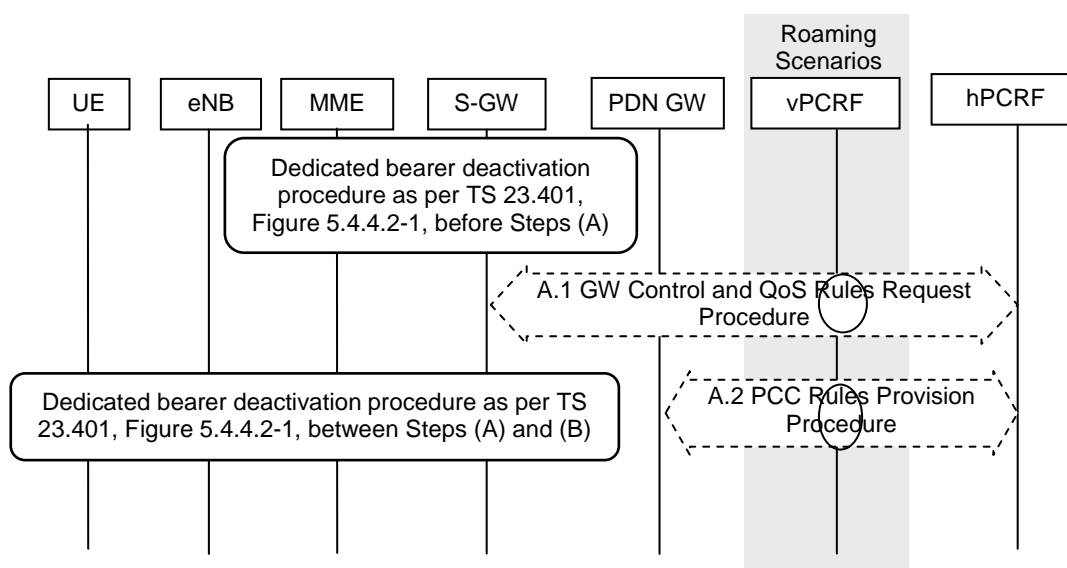 Roaming
Scenarios
UE
eNB
MME
S-GW
PDN GW
vPCRF
hPCRF
Dedicated bearer deactivation
procedure as per TS 23.401,
Figure 5.4.4.2-1, before Steps (A)
A.1 GW Control and QoS Rules Request
Procedure
Dedicated bearer deactivation procedure as per TS
23.401, Figure 5.4.4.2-1, between Steps (A) and (B)
A.2 PCC Rules Provision
Procedure